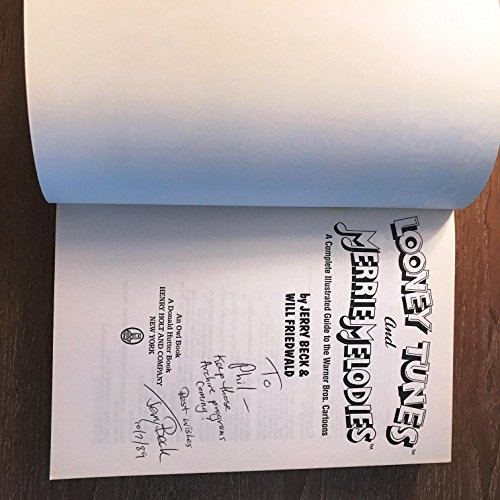 LOONEY TUNES™
and
MERRIE MELODIES™
A Complete Illustrated Guide to the Warner Bros. Cartoons
by JERRY BECK &
WILL FRIEDWALD
To
Phil –
Keep those
Archive programs
coming!
Best Wishes
Jerry Beck
10/7/89
An Owl Book
A Donald Hutter Book
HENRY HOLT AND COMPANY
NEW YORK